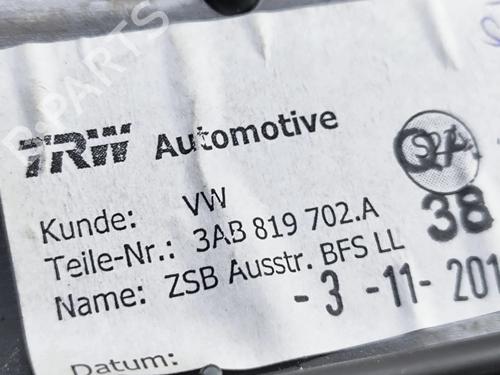 B-PARTS
TRW Automotive
Kunde: VW
Teile-Nr.: 3AB 819 702.A
Name: ZSB Ausstr. BFS LL
38
- 3 -11- 201
Datum: